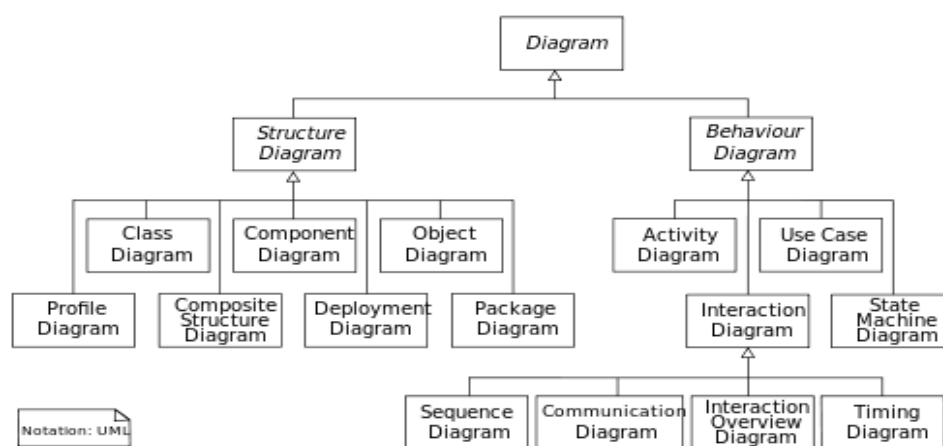 Diagram
Structure
Diagram
Behaviour
Diagram
Class
Diagram
Component
Diagram
Object
Diagram
Activity
Diagram
Use Case
Diagram
Profile
Diagram
Composite
Structure
Diagram
Deployment
Diagram
Package
Diagram
Interaction
Diagram
State
Machine
Diagram
Sequence
Diagram
Communication
Diagram
Interaction
Overview
Diagram
Timing
Diagram
Notation: UML